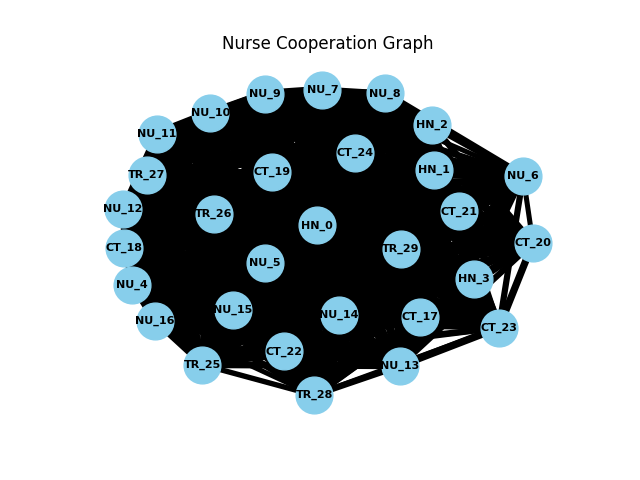 Nurse Cooperation Graph
NU_7
NU_9
NU_8
NU_10
HN_2
NU_11
CT_24
HN_1
CT_19
TR_27
NU_6
NU_12
CT_21
TR_26
HN_0
CT_20
CT_18
TR_29
NU_5
HN_3
NU_4
NU_15
NU_14
CT_17
NU_16
CT_23
CT_22
TR_25
NU_13
TR_28